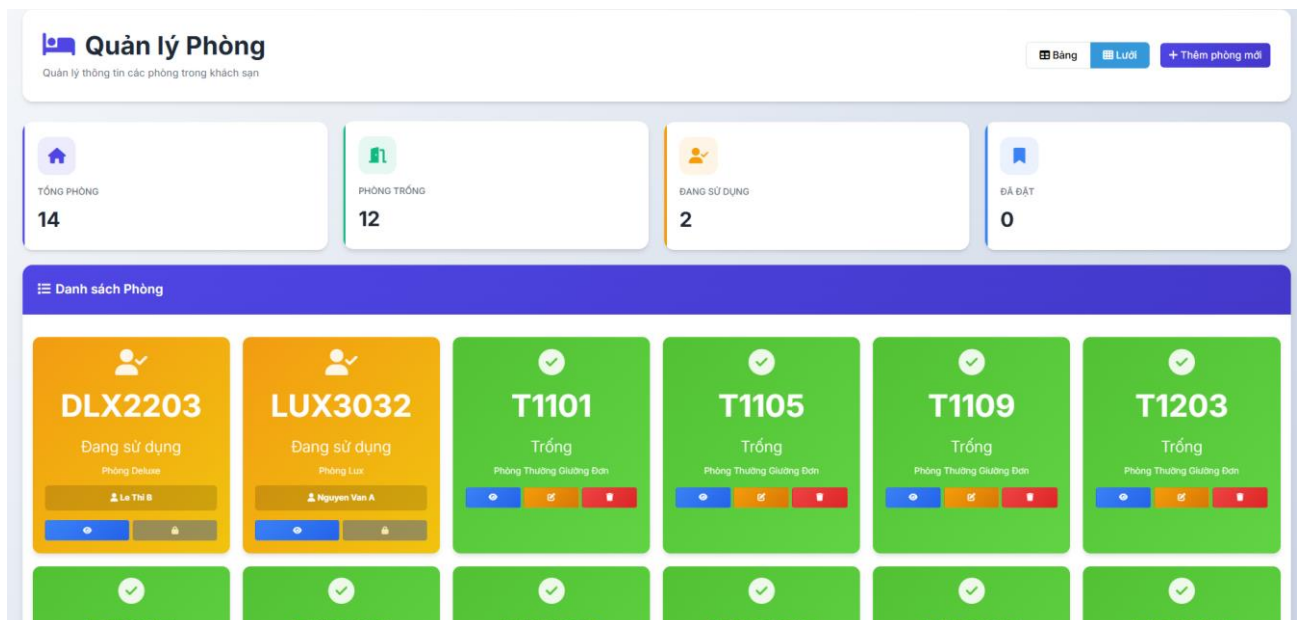 Quản lý Phòng
Quản lý thông tin các phòng trong khách sạn
Bảng
Lưới
+ Thêm phòng mới
TỔNG PHÒNG
14
PHÒNG TRỐNG
12
ĐANG SỬ DỤNG
2
ĐÃ ĐẶT
0
Danh sách Phòng
DLX2203
Đang sử dụng
Phòng Deluxe
Le Thi B
LUX3032
Đang sử dụng
Phòng Lux
Nguyen Van A
T1101
Trống
Phòng Thường Giường Đơn
T1105
Trống
Phòng Thường Giường Đơn
T1109
Trống
Phòng Thường Giường Đơn
T1203
Trống
Phòng Thường Giường Đơn